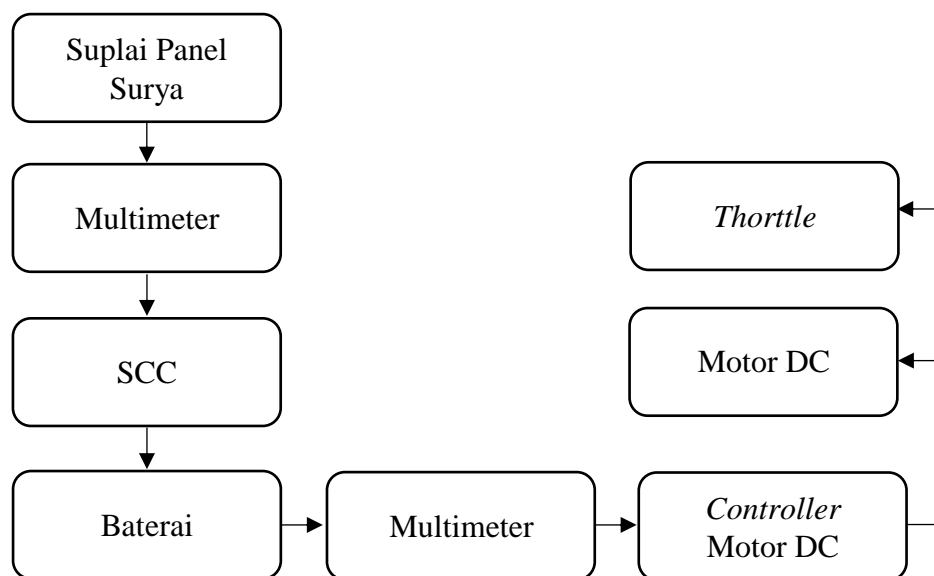 Suplai Panel
Surya
Multimeter
Thorttle
SCC
Motor DC
Baterai
Multimeter
Controller
Motor DC